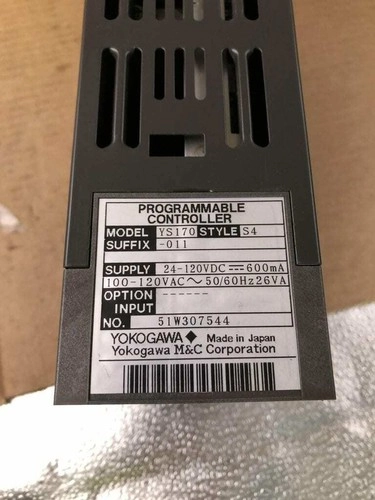 PROGRAMMABLE
CONTROLLER
MODEL YS170 STYLE S4
SUFFIX -011
SUPPLY 24-120VDC ⎓ 600mA
100-120VAC ~ 50/60Hz 26VA
OPTION ------
INPUT
NO. 51W307544
YOKOGAWA Made in Japan
Yokogawa M&C Corporation